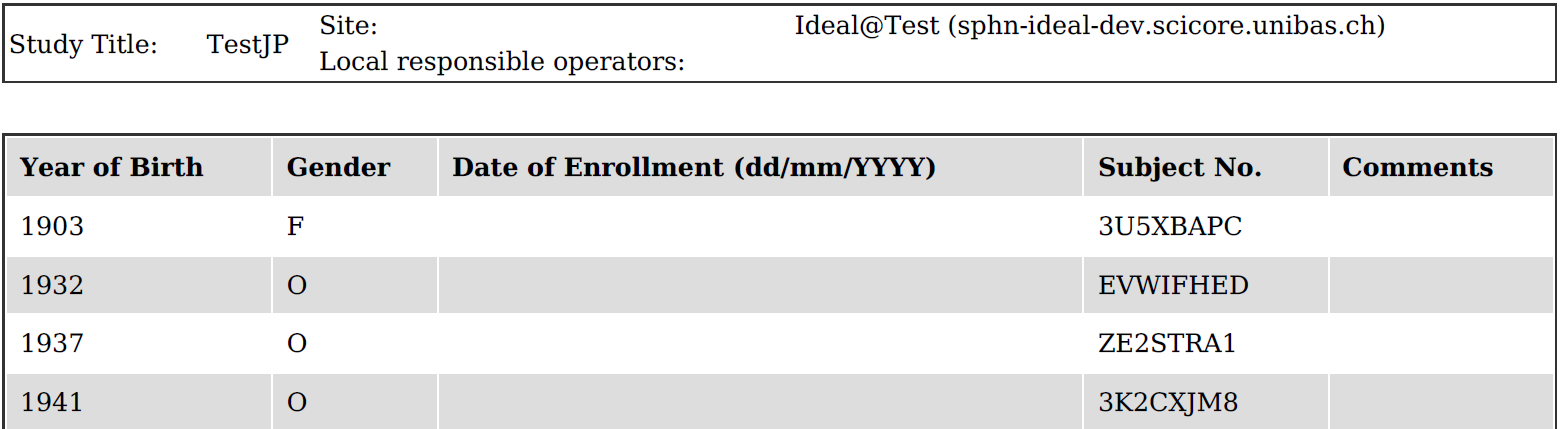 Study Title: TestJP Site: Ideal@Test (sphn-ideal-dev.scicore.unibas.ch)
Local responsible operators:
Year of Birth Gender Date of Enrollment (dd/mm/YYYY) Subject No. Comments
1903 F 3U5XBAPC
1932 O EVWIFHED
1937 O ZE2STRA1
1941 O 3K2CXJM8